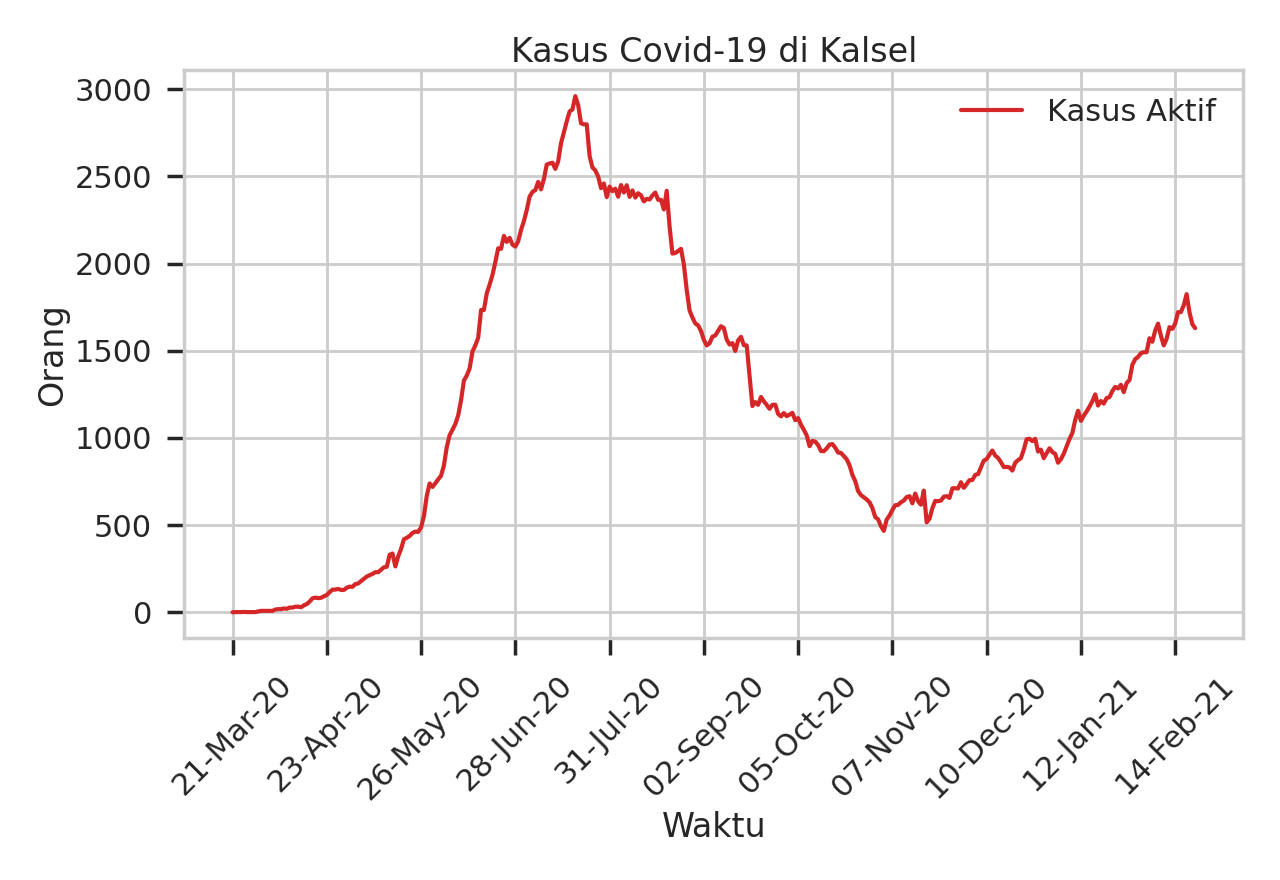 Kasus Covid-19 di Kalsel
Kasus Aktif
Orang
3000
2500
2000
1500
1000
500
0
21-Mar-20
23-Apr-20
26-May-20
28-Jun-20
31-Jul-20
02-Sep-20
05-Oct-20
07-Nov-20
10-Dec-20
12-Jan-21
14-Feb-21
Waktu